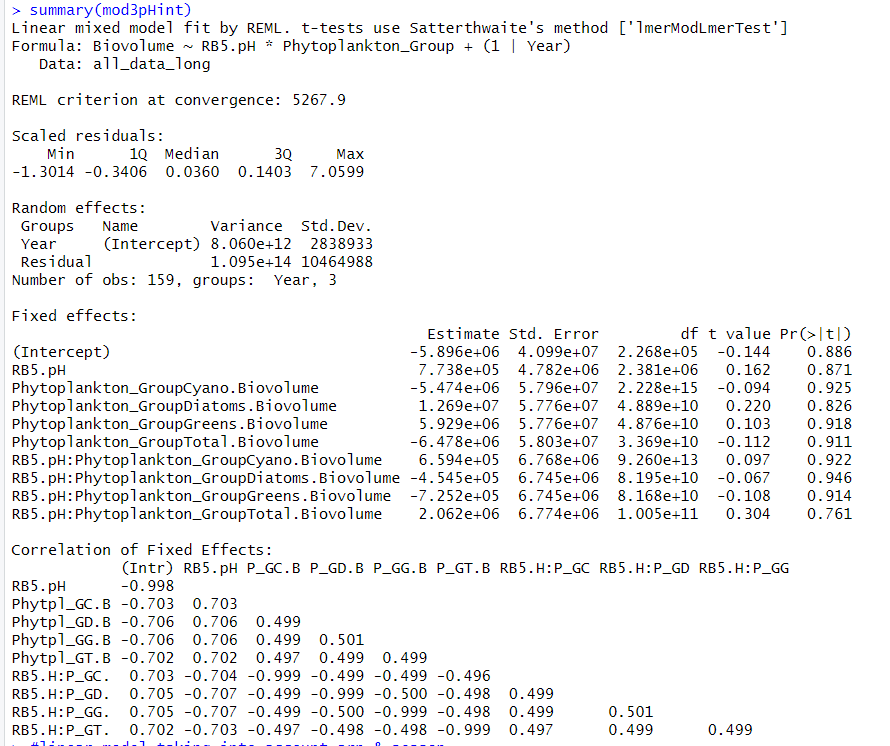 > summary(mod3pHint)
Linear mixed model fit by REML. t-tests use Satterthwaite's method ['lmerModLmerTest']
Formula: Biovolume ~ RB5.pH * Phytoplankton_Group + (1 | Year)
   Data: all_data_long

REML criterion at convergence: 5267.9

Scaled residuals:
    Min      1Q  Median      3Q     Max
-1.3014 -0.3406  0.0360  0.1403  7.0599

Random effects:
 Groups   Name        Variance  Std.Dev.
 Year     (Intercept) 8.060e+12  2838933
 Residual             1.095e+14 10464988
Number of obs: 159, groups:  Year, 3

Fixed effects:
                                             Estimate Std. Error         df t value Pr(>|t|)
(Intercept)                                -5.896e+06  4.099e+07  2.268e+05  -0.144    0.886
RB5.pH                                      7.738e+05  4.782e+06  2.381e+06   0.162    0.871
Phytoplankton_GroupCyano.Biovolume         -5.474e+06  5.796e+07  2.228e+15  -0.094    0.925
Phytoplankton_GroupDiatoms.Biovolume        1.269e+07  5.776e+07  4.889e+10   0.220    0.826
Phytoplankton_GroupGreens.Biovolume         5.929e+06  5.776e+07  4.876e+10   0.103    0.918
Phytoplankton_GroupTotal.Biovolume         -6.478e+06  5.803e+07  3.369e+10  -0.112    0.911
RB5.pH:Phytoplankton_GroupCyano.Biovolume   6.594e+05  6.768e+06  9.260e+13   0.097    0.922
RB5.pH:Phytoplankton_GroupDiatoms.Biovolume -4.545e+05  6.745e+06  8.195e+10  -0.067    0.946
RB5.pH:Phytoplankton_GroupGreens.Biovolume -7.252e+05  6.745e+06  8.168e+10  -0.108    0.914
RB5.pH:Phytoplankton_GroupTotal.Biovolume   2.062e+06  6.774e+06  1.005e+11   0.304    0.761

Correlation of Fixed Effects:
            (Intr) RB5.pH P_GC.B P_GD.B P_GG.B P_GT.B RB5.H:P_GC RB5.H:P_GD RB5.H:P_GG
RB5.pH      -0.998
Phytpl_GC.B -0.703  0.703
Phytpl_GD.B -0.706  0.706  0.499
Phytpl_GG.B -0.706  0.706  0.499  0.501
Phytpl_GT.B -0.702  0.702  0.497  0.499  0.499
RB5.H:P_GC.  0.703 -0.704 -0.999 -0.499 -0.499 -0.496
RB5.H:P_GD.  0.705 -0.707 -0.499 -0.999 -0.500 -0.498  0.499
RB5.H:P_GG.  0.705 -0.707 -0.499 -0.500 -0.999 -0.498  0.499      0.501
RB5.H:P_GT.  0.702 -0.703 -0.497 -0.498 -0.498 -0.999  0.497      0.499      0.499